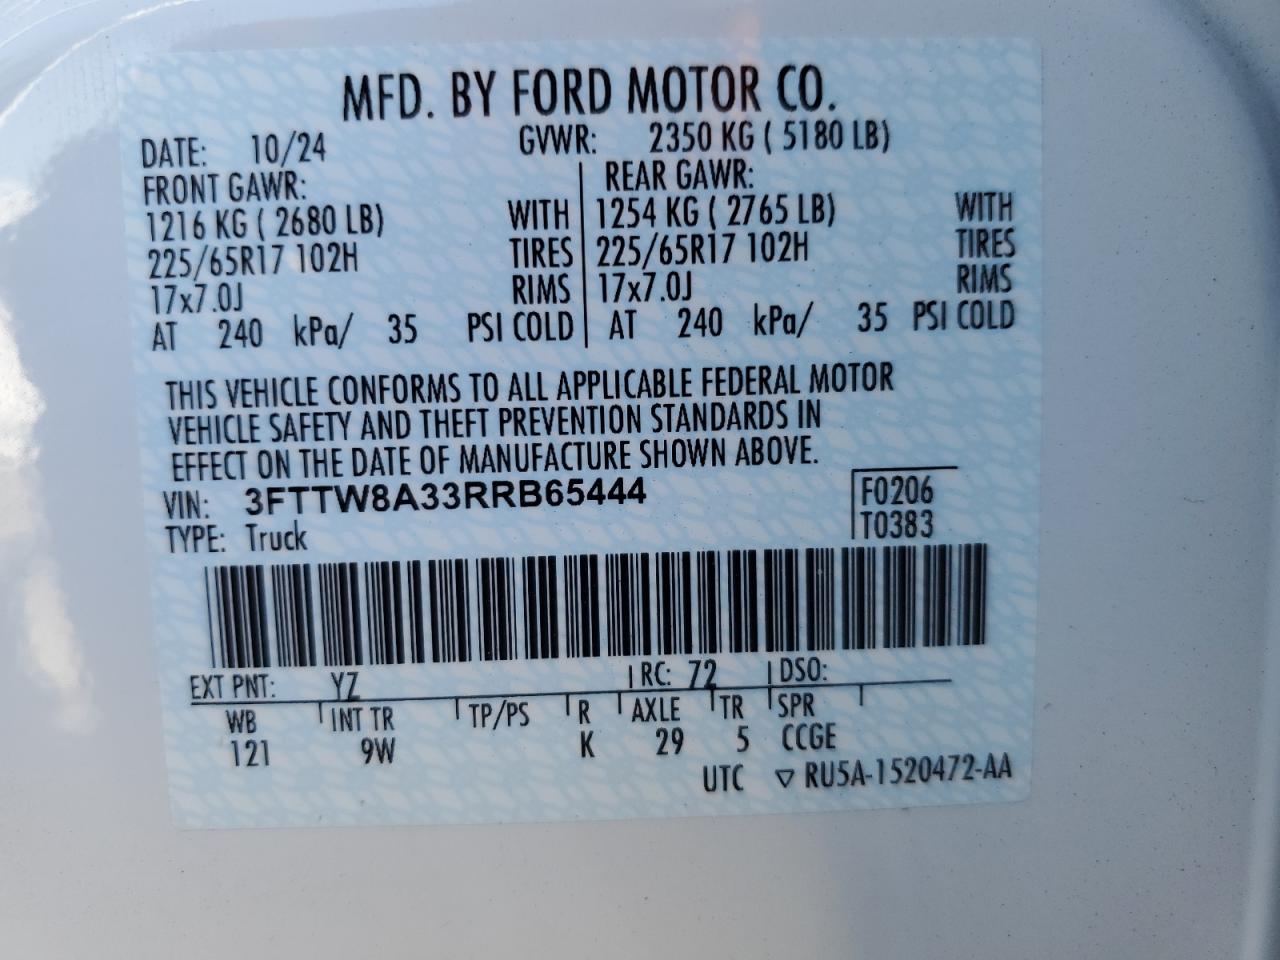 MFD. BY FORD MOTOR CO.
DATE: 10/24 GVWR: 2350 KG ( 5180 LB)
FRONT GAWR: REAR GAWR:
1216 KG ( 2680 LB) WITH 1254 KG ( 2765 LB) WITH
225/65R17 102H TIRES 225/65R17 102H TIRES
17x7.0J RIMS 17x7.0J RIMS
AT 240 kPa/ 35 PSI COLD AT 240 kPa/ 35 PSI COLD
THIS VEHICLE CONFORMS TO ALL APPLICABLE FEDERAL MOTOR
VEHICLE SAFETY AND THEFT PREVENTION STANDARDS IN
EFFECT ON THE DATE OF MANUFACTURE SHOWN ABOVE.
VIN: 3FTTW8A33RRB65444 F0206
TYPE: Truck T0383
EXT PNT: YZ RC: 72 DSO:
WB INT TR TP/PS R AXLE TR SPR
121 9W K 29 5 CCGE
UTC ▽ RU5A-1520472-AA